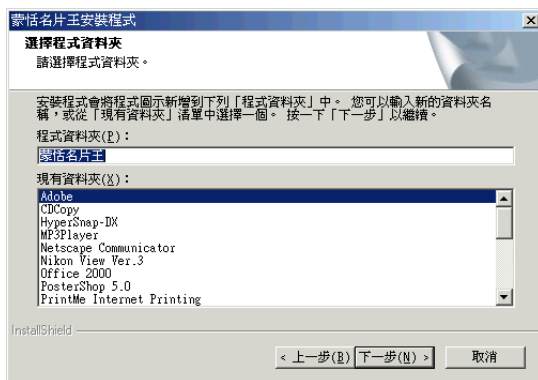 蒙恬名片王安裝程式
選擇程式資料夾
請選擇程式資料夾。
安裝程式會將程式圖示新增到下列「程式資料夾」中。 您可以輸入新的資料夾名
稱，或從「現有資料夾」清單中選擇一個。 按一下「下一步」以繼續。
程式資料夾(P)：
蒙恬名片王
現有資料夾(X)：
Adobe
CDCopy
HyperSnap-DX
MP3Player
Netscape Communicator
Nikon View Ver.3
Office 2000
PosterShop 5.0
PrintMe Internet Printing
InstallShield
< 上一步(B) 下一步(N) > 取消